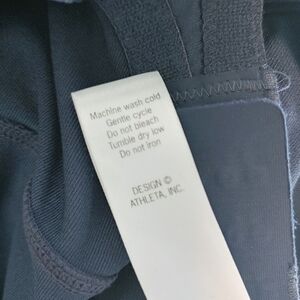 Machine wash cold
Gentle cycle
Do not bleach
Tumble dry low
Do not iron
DESIGN ©
ATHLETA, INC.